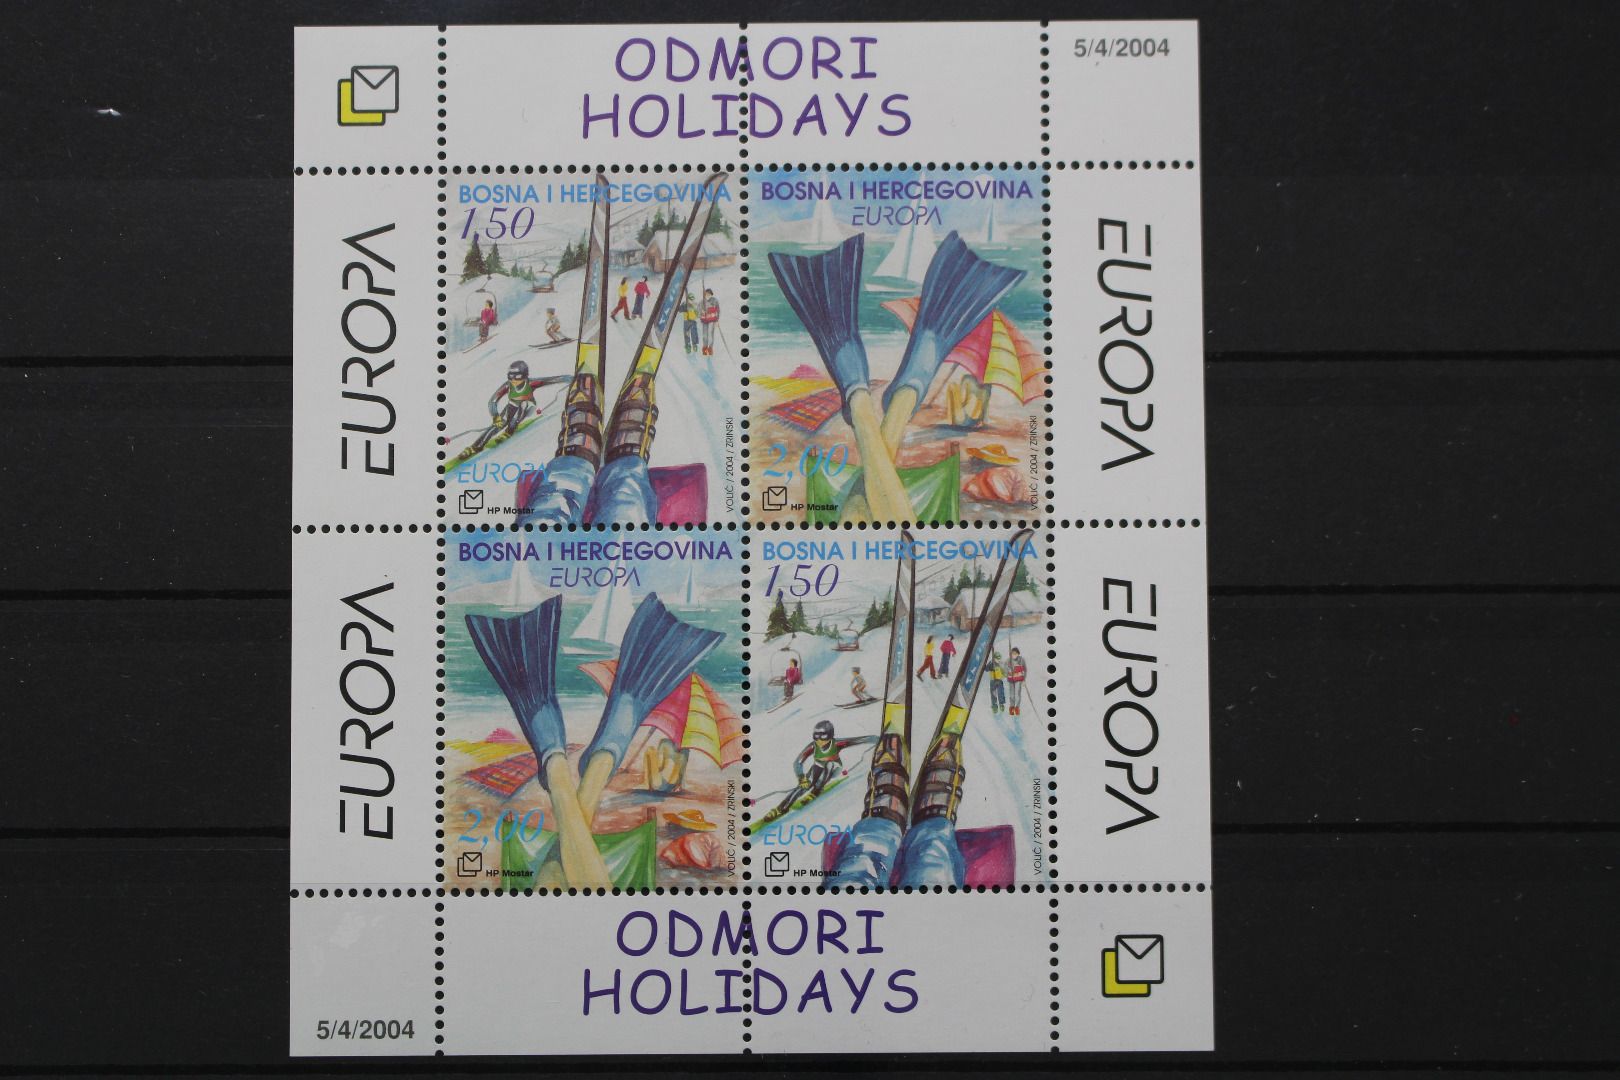 ODMORI
HOLIDAYS
5/4/2004
EUROPA
BOSNA I HERCEGOVINA
1,50
EUROPA
HP Mostar
VOLIĆ / 2004 / ZRINSKI
BOSNA I HERCEGOVINA
EUROPA
2,00
HP Mostar
VOLIĆ / 2004 / ZRINSKI
EUROPA
EUROPA
BOSNA I HERCEGOVINA
EUROPA
2,00
HP Mostar
VOLIĆ / 2004 / ZRINSKI
BOSNA I HERCEGOVINA
1,50
EUROPA
HP Mostar
VOLIĆ / 2004 / ZRINSKI
EUROPA
ODMORI
HOLIDAYS
5/4/2004